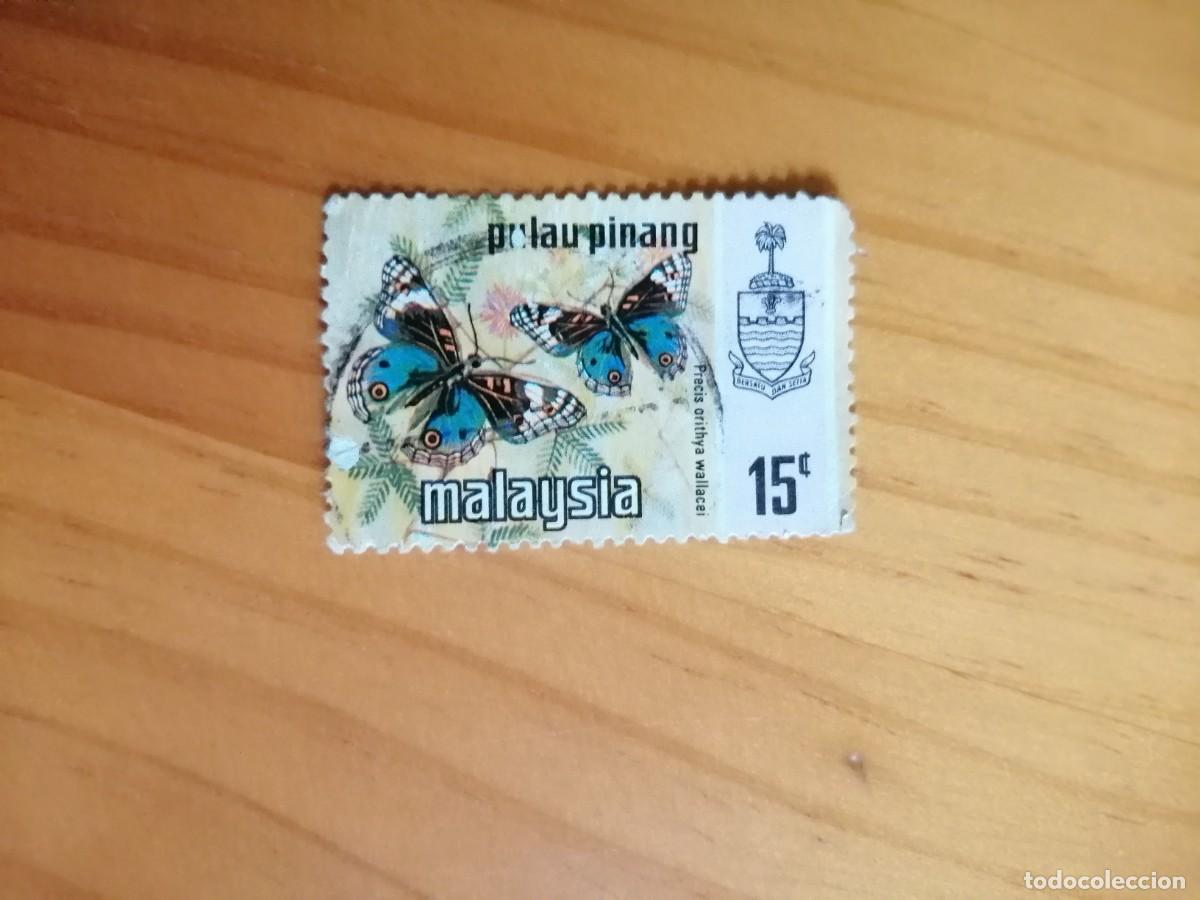 pulau pinang
Precis orithya wallacei
BERSATU DAN SETIA
malaysia
15¢
todocoleccion